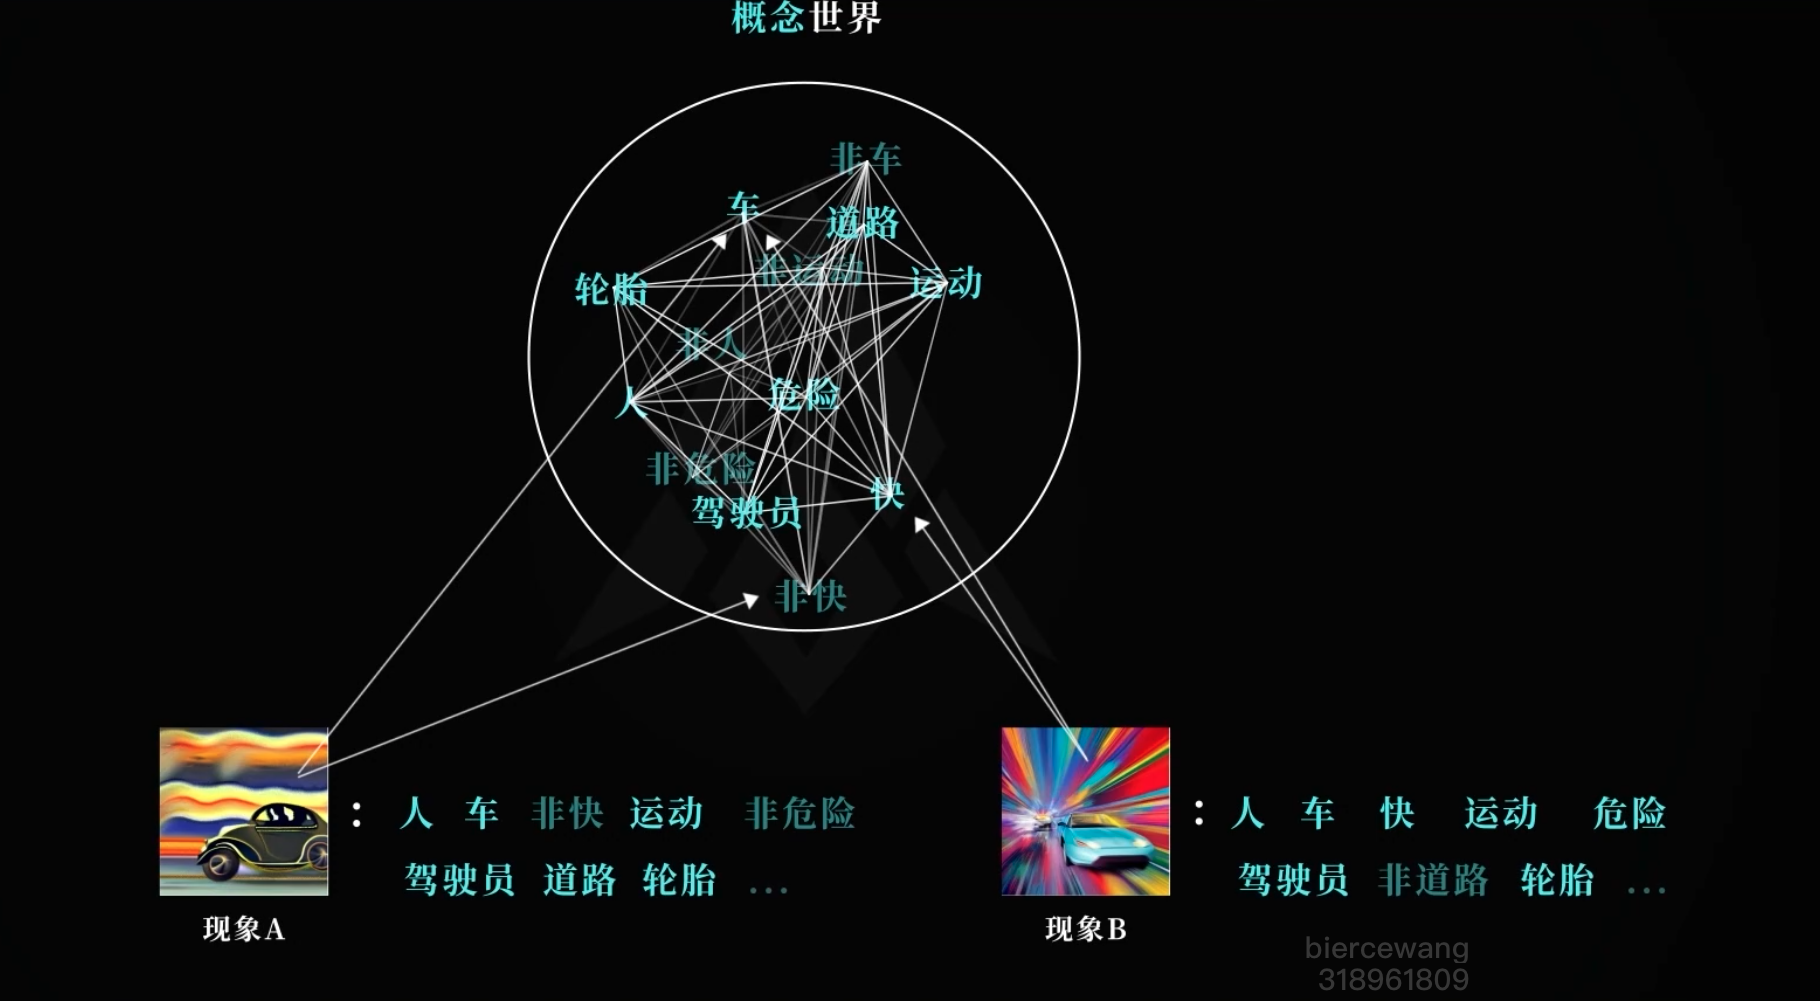 概念世界
非车
车
道路
非运动
轮胎
运动
非人
危险
人
非危险
快
驾驶员
非快
： 人 车 非快 运动 非危险
驾驶员 道路 轮胎 ...
现象A
： 人 车 快 运动 危险
驾驶员 非道路 轮胎 ...
现象B
biercewang
318961809